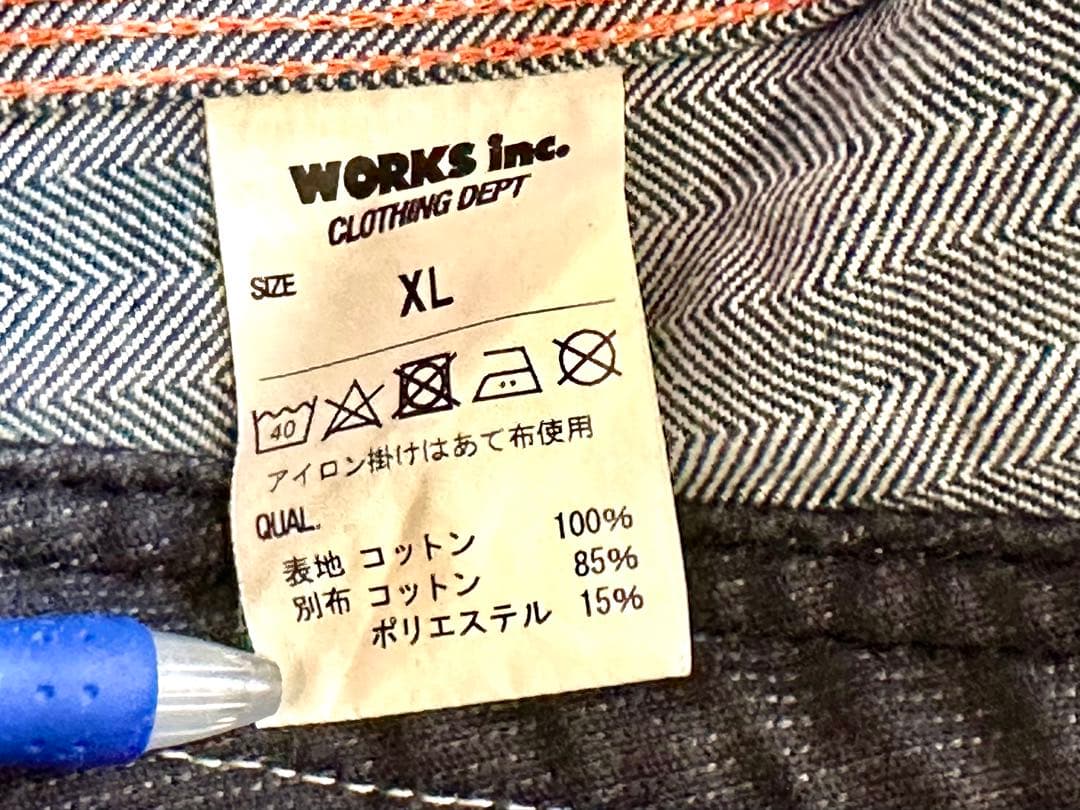 WORKS inc.
CLOTHING DEPT
SIZE XL
40
アイロン掛けはあて布使用
QUAL.
表地 コットン 100%
別布 コットン 85%
ポリエステル 15%